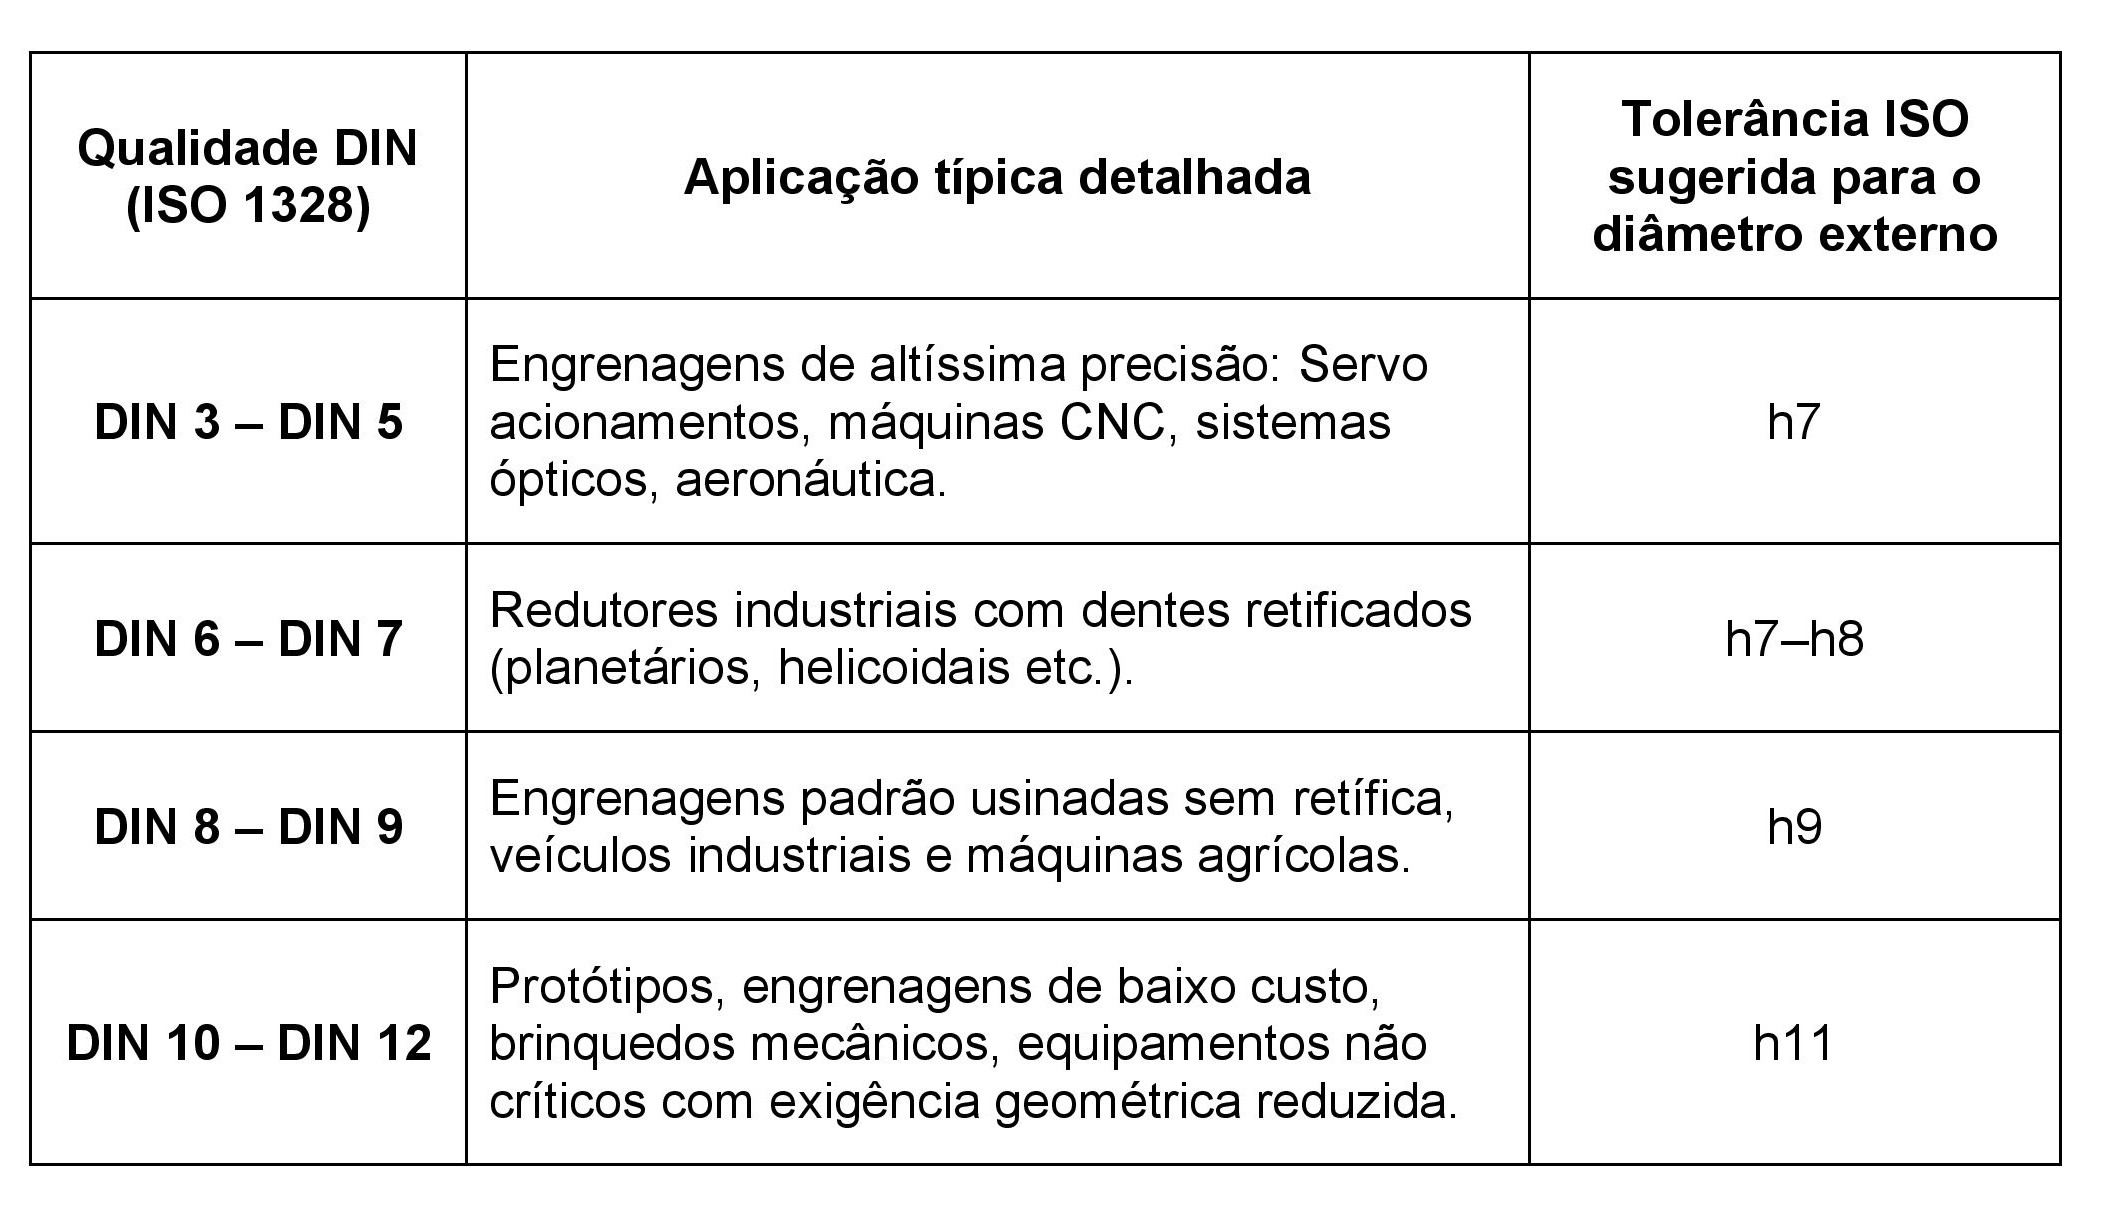 Qualidade DIN
(ISO 1328)
Aplicação típica detalhada
Tolerância ISO
sugerida para o
diâmetro externo
DIN 3 – DIN 5
Engrenagens de altíssima precisão: Servo
acionamentos, máquinas CNC, sistemas
ópticos, aeronáutica.
h7
DIN 6 – DIN 7
Redutores industriais com dentes retificados
(planetários, helicoidais etc.).
h7–h8
DIN 8 – DIN 9
Engrenagens padrão usinadas sem retífica,
veículos industriais e máquinas agrícolas.
h9
DIN 10 – DIN 12
Protótipos, engrenagens de baixo custo,
brinquedos mecânicos, equipamentos não
críticos com exigência geométrica reduzida.
h11